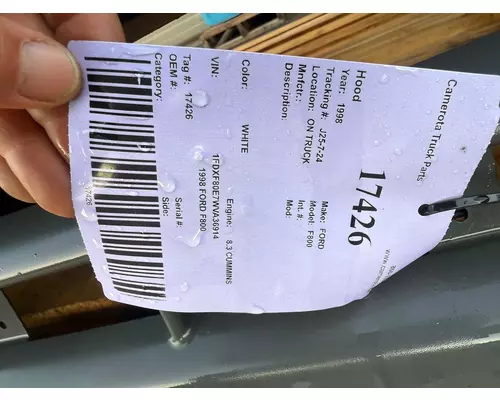 Camerota Truck Parts
www.
17426
Hood
Year: 1998 Make: FORD
Tracking #: J25-7-24 Model: F800
Location: ON TRUCK Int. #:
Mnfctr.: Mod:
Description:
Color: WHITE Engine: 8.3 CUMMINS
VIN: 1FDXF80E7WVA36914
1998 FORD F800
Tag #: 17426 Serial#:
OEM #: Side:
Category:
17426